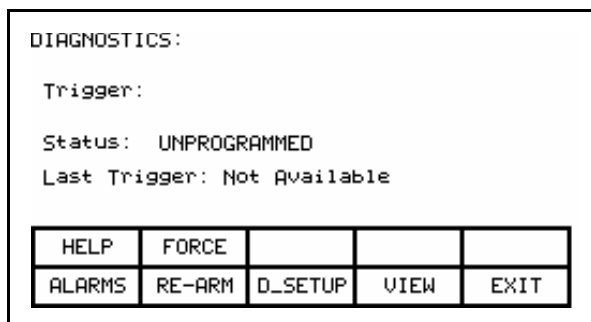 DIAGNOSTICS:
Trigger:
Status: UNPROGRAMMED
Last Trigger: Not Available
HELP FORCE
ALARMS RE-ARM D_SETUP VIEW EXIT